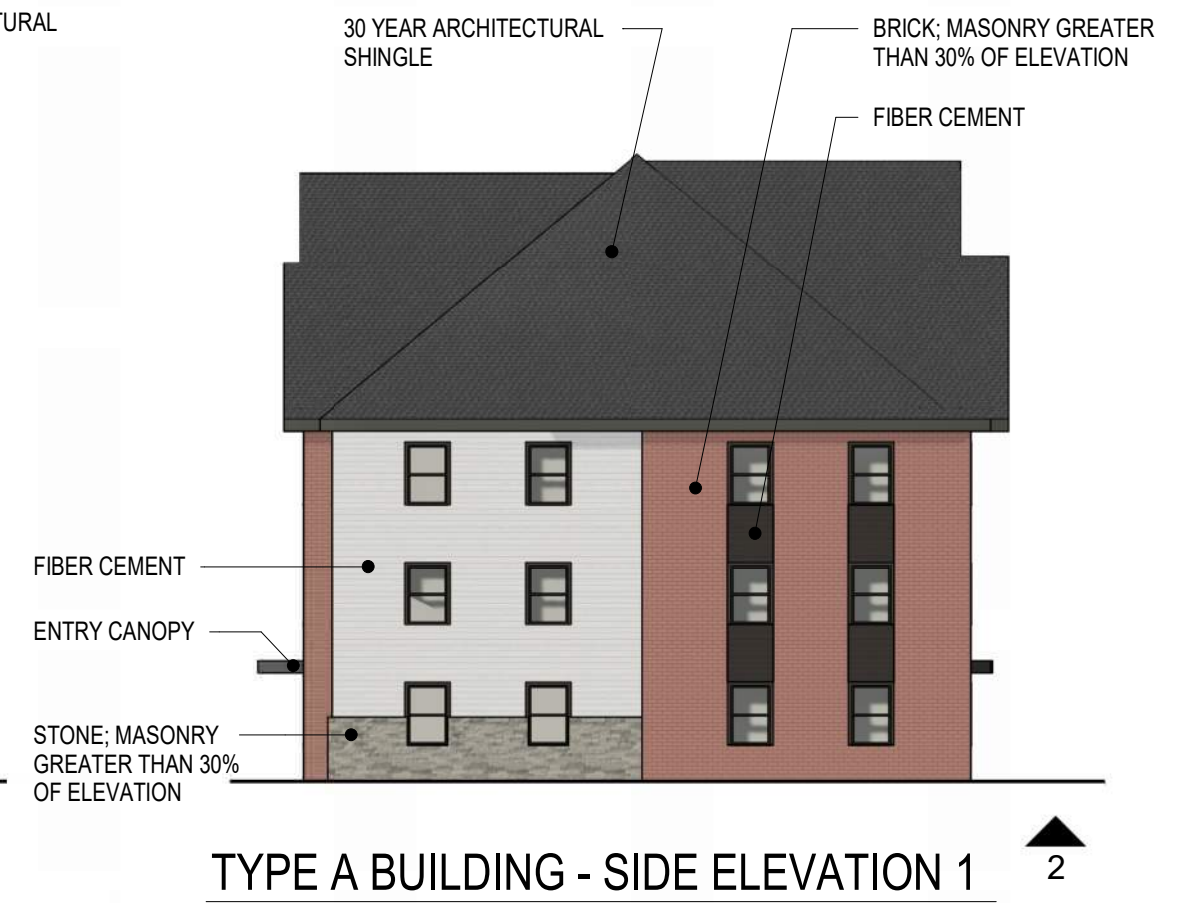 TURAL
30 YEAR ARCHITECTURAL
SHINGLE
BRICK; MASONRY GREATER
THAN 30% OF ELEVATION
FIBER CEMENT
FIBER CEMENT
ENTRY CANOPY
STONE; MASONRY
GREATER THAN 30%
OF ELEVATION
TYPE A BUILDING - SIDE ELEVATION 1
2